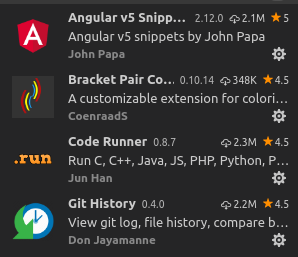 Angular v5 Snipp... 2.12.0 2.1M 5
Angular v5 snippets by John Papa
John Papa
Bracket Pair Co... 0.10.14 348K 4.5
A customizable extension for colori...
CoenraadS
.run Code Runner 0.8.7 2.3M 4.5
Run C, C++, Java, JS, PHP, Python, P...
Jun Han
Git History 0.4.0 2.2M 4.5
View git log, file history, compare b...
Don Jayamanne